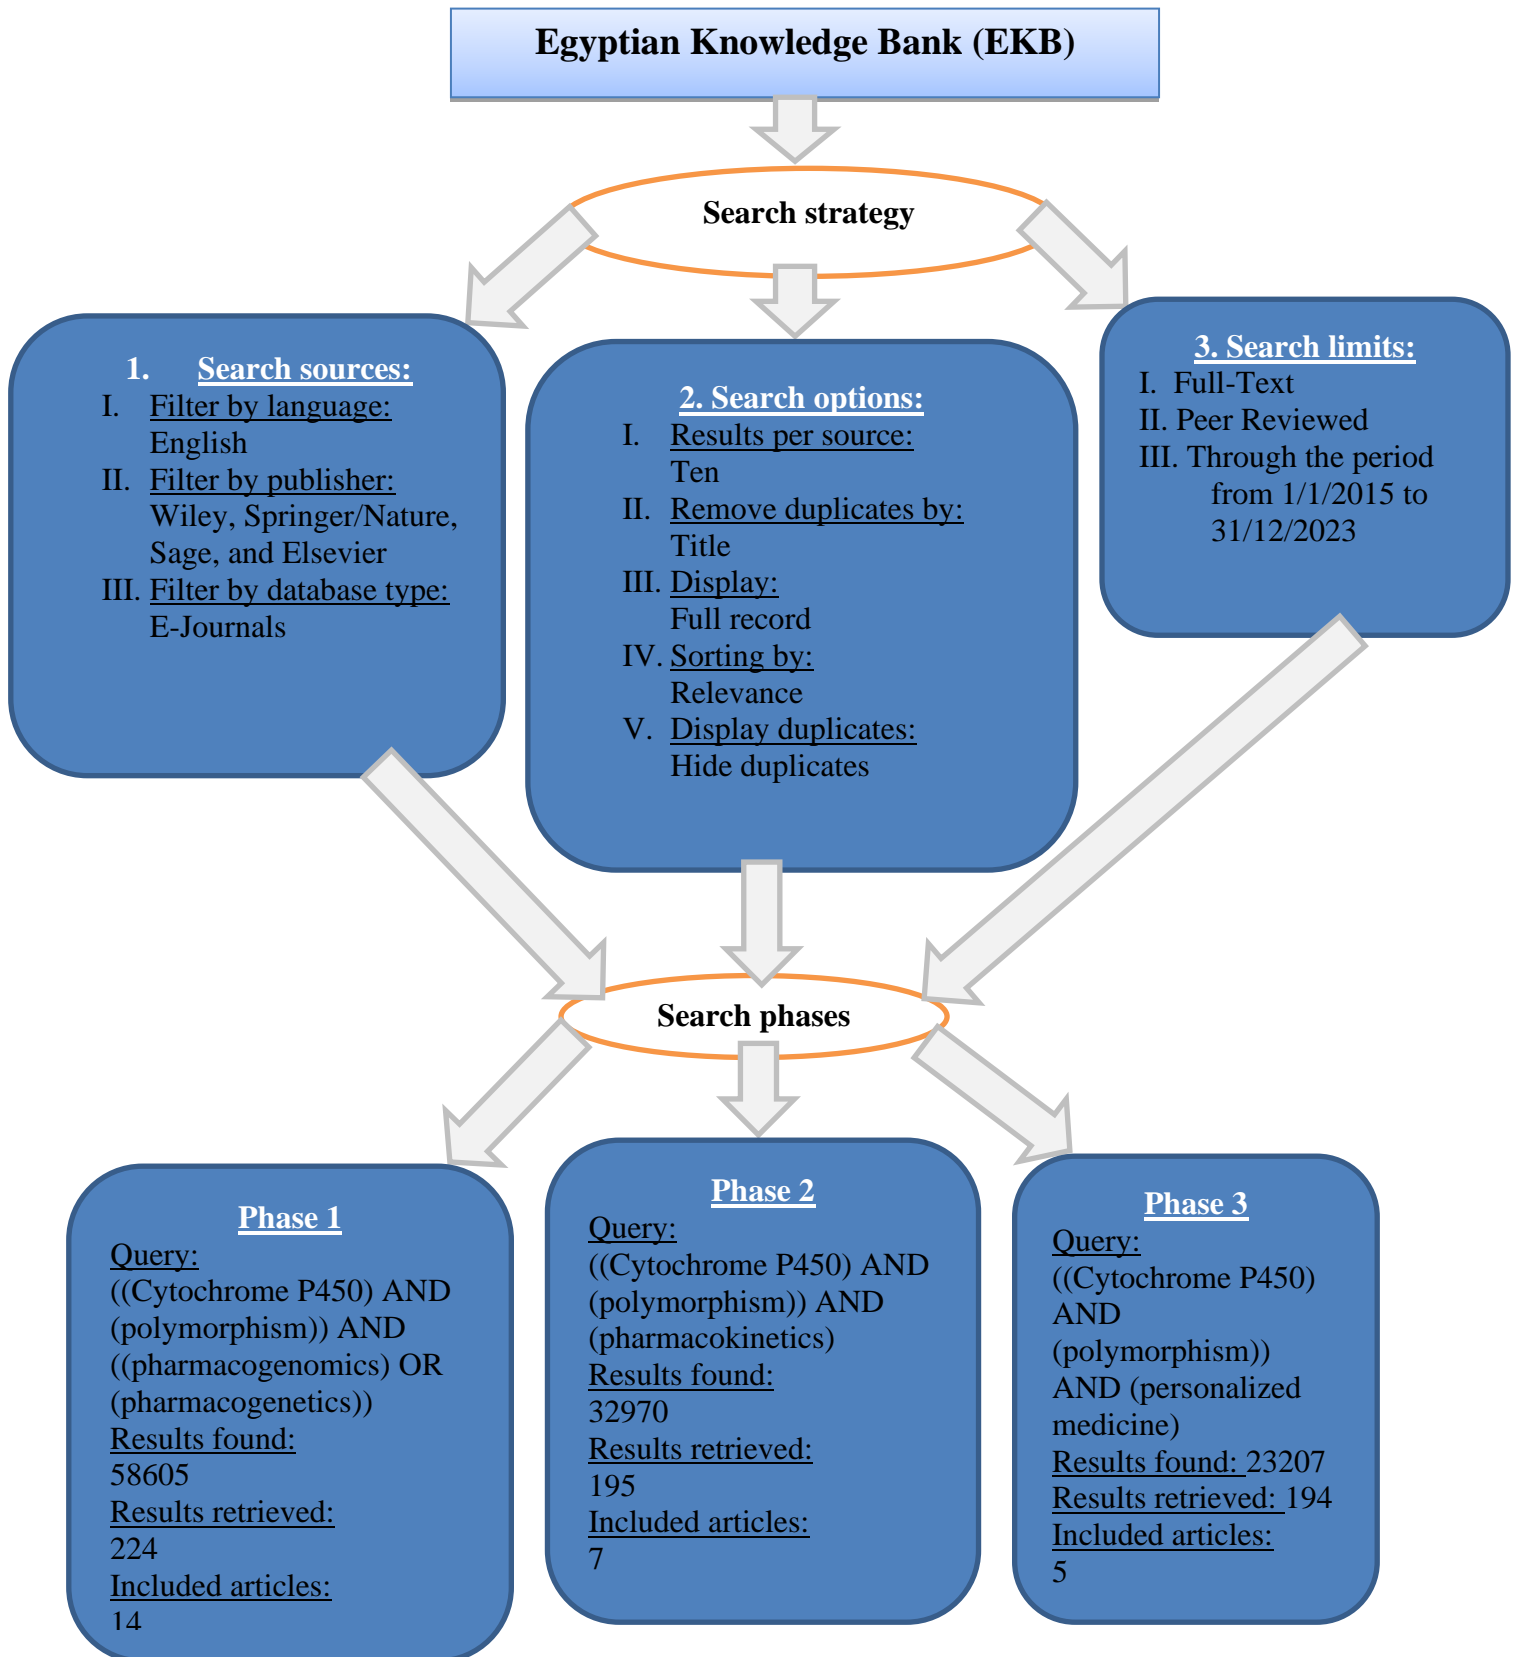 Egyptian Knowledge Bank (EKB)
Search strategy
1. Search sources:
I. Filter by language:
English
II. Filter by publisher:
Wiley, Springer/Nature,
Sage, and Elsevier
III. Filter by database type:
E-Journals
2. Search options:
I. Results per source:
Ten
II. Remove duplicates by:
Title
III. Display:
Full record
IV. Sorting by:
Relevance
V. Display duplicates:
Hide duplicates
3. Search limits:
I. Full-Text
II. Peer Reviewed
III. Through the period
from 1/1/2015 to
31/12/2023
Search phases
Phase 1
Query:
((Cytochrome P450) AND
(polymorphism)) AND
((pharmacogenomics) OR
(pharmacogenetics))
Results found:
58605
Results retrieved:
224
Included articles:
14
Phase 2
Query:
((Cytochrome P450) AND
(polymorphism)) AND
(pharmacokinetics)
Results found:
32970
Results retrieved:
195
Included articles:
7
Phase 3
Query:
((Cytochrome P450)
AND
(polymorphism))
AND (personalized
medicine)
Results found: 23207
Results retrieved: 194
Included articles:
5